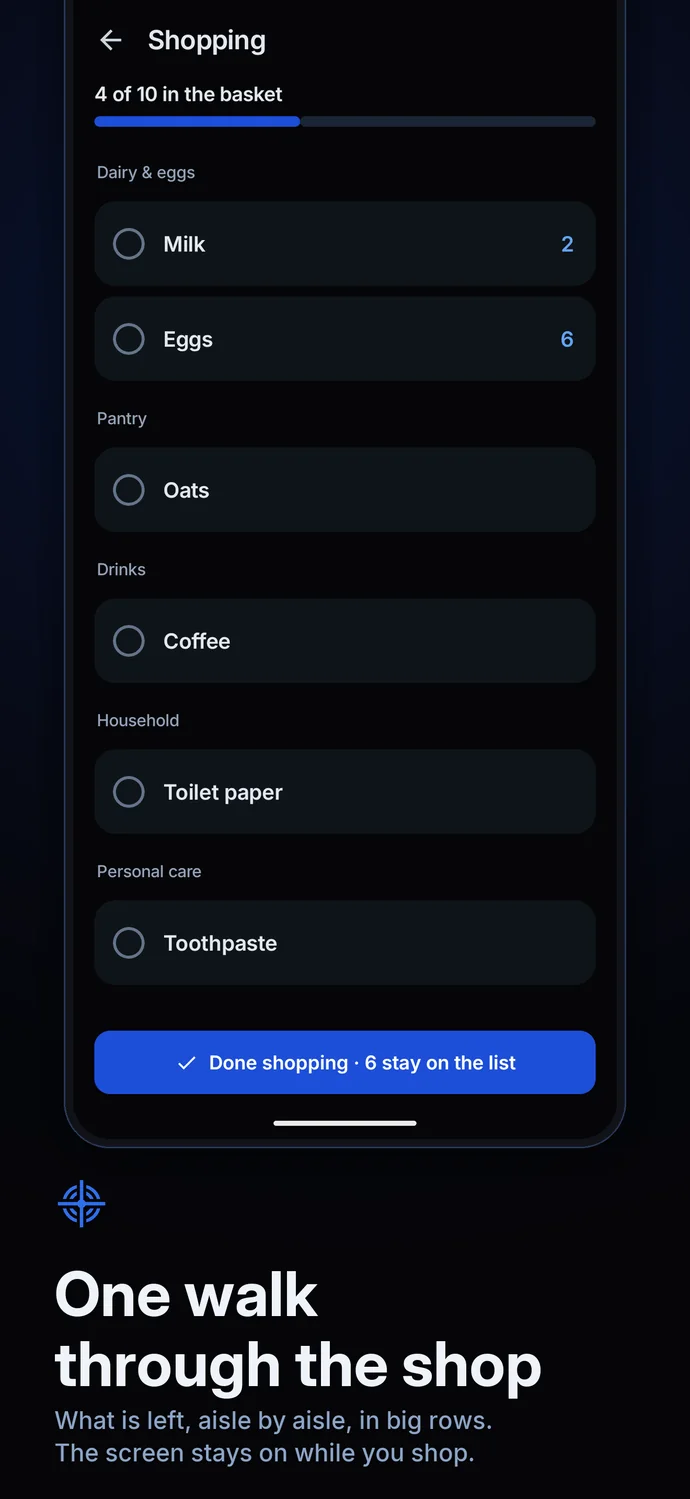 Shopping
4 of 10 in the basket
Dairy & eggs
Milk 2
Eggs 6
Pantry
Oats
Drinks
Coffee
Household
Toilet paper
Personal care
Toothpaste
Done shopping · 6 stay on the list
One walk
through the shop
What is left, aisle by aisle, in big rows.
The screen stays on while you shop.